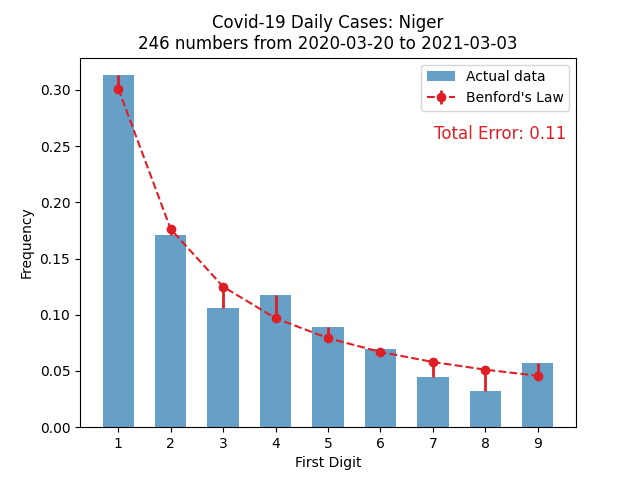 Covid-19 Daily Cases: Niger
246 numbers from 2020-03-20 to 2021-03-03
Actual data
Benford's Law
Total Error: 0.11
Frequency
0.30
0.25
0.20
0.15
0.10
0.05
0.00
1 2 3 4 5 6 7 8 9
First Digit